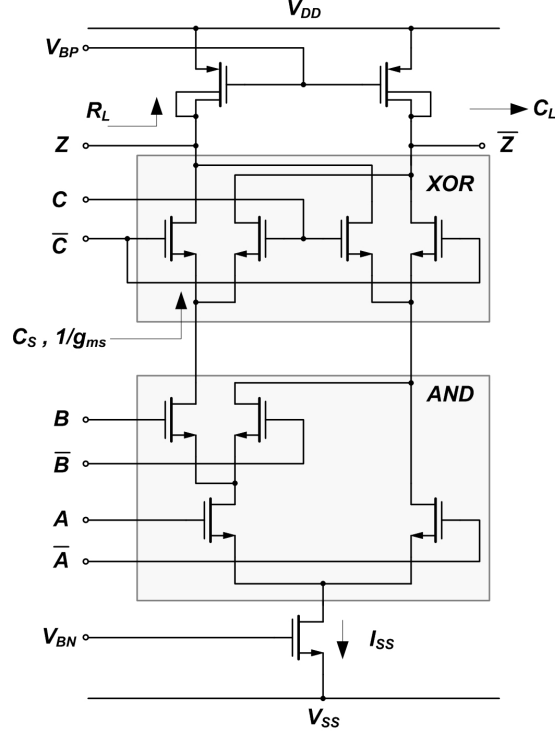 V_DD
V_BP
R_L
C_L
Z
Z̅
XOR
C
C̅
C_S , 1/g_ms
AND
B
B̅
A
A̅
V_BN
I_SS
V_SS